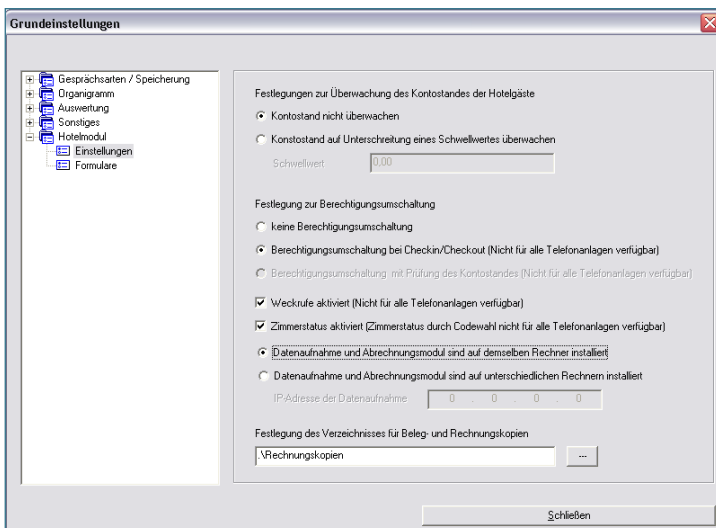 Grundeinstellungen
Gesprächsarten / Speicherung
Organigramm
Auswertung
Sonstiges
Hotelmodul
Einstellungen
Formulare
Festlegungen zur Überwachung des Kontostandes der Hotelgäste
Kontostand nicht überwachen
Konstostand auf Unterschreitung eines Schwellwertes überwachen
Schwellwert 0,00
Festlegung zur Berechtigungsumschaltung
keine Berechtigungsumschaltung
Berechtigungsumschaltung bei Checkin/Checkout (Nicht für alle Telefonanlagen verfügbar)
Berechtigungsumschaltung mit Prüfung des Kontostandes (Nicht für alle Telefonanlagen verfügbar)
Weckrufe aktiviert (Nicht für alle Telefonanlagen verfügbar)
Zimmerstatus aktiviert (Zimmerstatus durch Codewahl nicht für alle Telefonanlagen verfügbar)
Datenaufnahme und Abrechnungsmodul sind auf demselben Rechner installiert
Datenaufnahme und Abrechnungsmodul sind auf unterschiedlichen Rechnern installiert
IP-Adresse der Datenaufnahme 0 . 0 . 0 . 0
Festlegung des Verzeichnisses für Beleg- und Rechnungskopien
.\Rechnungskopien ...
Schließen